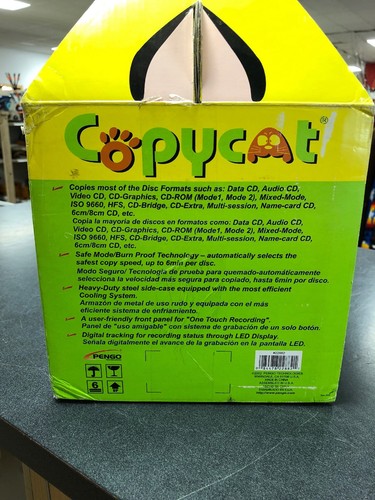 Copycat®
Copies most of the Disc Formats such as: Data CD, Audio CD,
Video CD, CD-Graphics, CD-ROM (Mode1, Mode 2), Mixed-Mode,
ISO 9660, HFS, CD-Bridge, CD-Extra, Multi-session, Name-card CD,
6cm/8cm CD, etc.
Copia la mayoría de discos en formatos como: Data CD, Audio CD,
Video CD, CD-Graphics, CD-ROM (Mode1, Mode 2), Mixed-Mode,
ISO 9660, HFS, CD-Bridge, CD-Extra, Multi-session, Name-card CD,
6cm/8cm CD, etc.
Safe Mode/Burn Proof Technology – automatically selects the
safest copy speed, up to 6min per disc.
Modo Seguro/ Tecnología de prueba para quemado-automáticamente
selecciona la velocidad más segura para copiado, hasta 6min por disco.
Heavy-Duty steel side-case equipped with the most efficient
Cooling System.
Armazón de metal de uso rudo y equipada con el más
eficiente sistema de enfriamiento.
A user-friendly front panel for "One Touch Recording".
Panel de "uso amigable" con sistema de grabación de un solo botón.
Digital tracking for recording status through LED Display.
Señala digitalmente el avance de la grabación en la pantalla LED.
PENGO
6